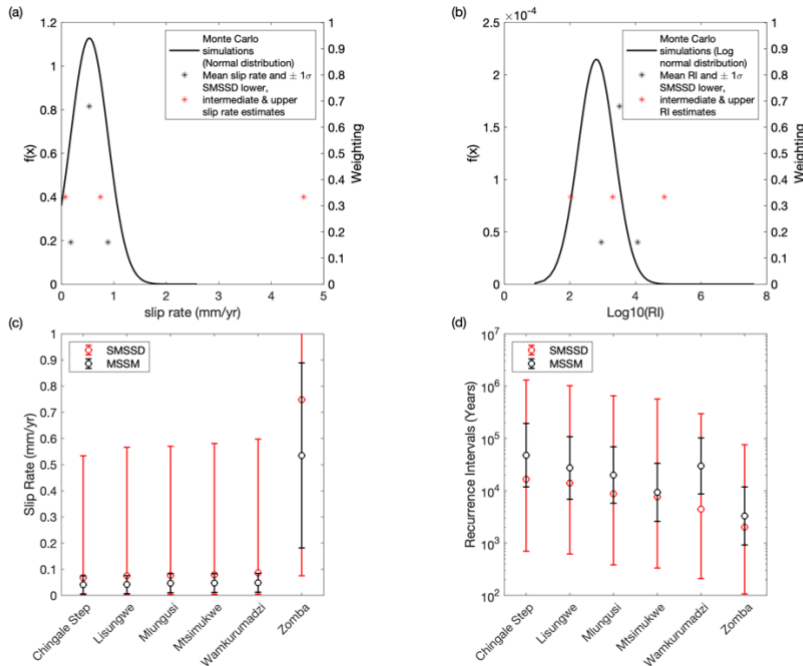 (a)
1.2
1
0.8
0.6
0.4
0.2
0
f(x)
0
1
2
3
4
5
slip rate (mm/yr)
1
0.9
0.8
0.7
0.6
0.5
0.4
0.3
0.2
0.1
0
Weighting
Monte Carlo
simulations
(Normal distribution)
Mean slip rate and ± 1σ
SMSSD lower,
intermediate & upper
slip rate estimates
(b)
×10⁻⁴
2.5
2
1.5
1
0.5
0
f(x)
0
2
4
6
8
Log10(RI)
1
0.9
0.8
0.7
0.6
0.5
0.4
0.3
0.2
0.1
0
Weighting
Monte Carlo
simulations (Log
normal distribution)
Mean RI and ± 1σ
SMSSD lower,
intermediate & upper
RI estimates
(c)
1
0.9
0.8
0.7
0.6
0.5
0.4
0.3
0.2
0.1
0
Slip Rate (mm/yr)
SMSSD
MSSM
Chingale Step
Lisungwe
Mlungusi
Mtsimukwe
Wamkurumadzi
Zomba
(d)
10⁷
10⁶
10⁵
10⁴
10³
10²
Recurrence Intervals (Years)
SMSSD
MSSM
Chingale Step
Lisungwe
Mlungusi
Mtsimukwe
Wamkurumadzi
Zomba